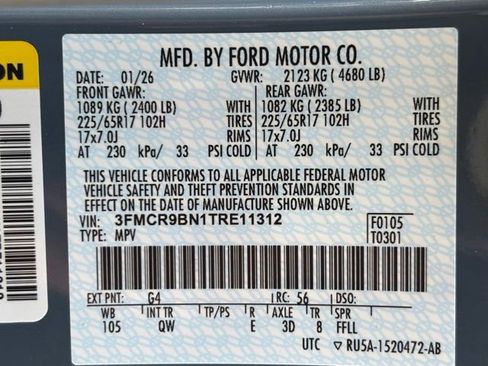 MFD. BY FORD MOTOR CO.
DATE: 01/26 GVWR: 2123 KG ( 4680 LB)
FRONT GAWR: REAR GAWR:
1089 KG ( 2400 LB) WITH 1082 KG ( 2385 LB) WITH
225/65R17 102H TIRES 225/65R17 102H TIRES
17x7.0J RIMS 17x7.0J RIMS
AT 230 kPa/ 33 PSI COLD AT 230 kPa/ 33 PSI COLD
THIS VEHICLE CONFORMS TO ALL APPLICABLE FEDERAL MOTOR
VEHICLE SAFETY AND THEFT PREVENTION STANDARDS IN
EFFECT ON THE DATE OF MANUFACTURE SHOWN ABOVE.
VIN: 3FMCR9BN1TRE11312 F0105
TYPE: MPV T0301
EXT PNT: G4 RC: 56 DSO:
WB INT TR TP/PS R AXLE TR SPR
105 QW E 3D 8 FFLL
UTC RU5A-1520472-AB
ON